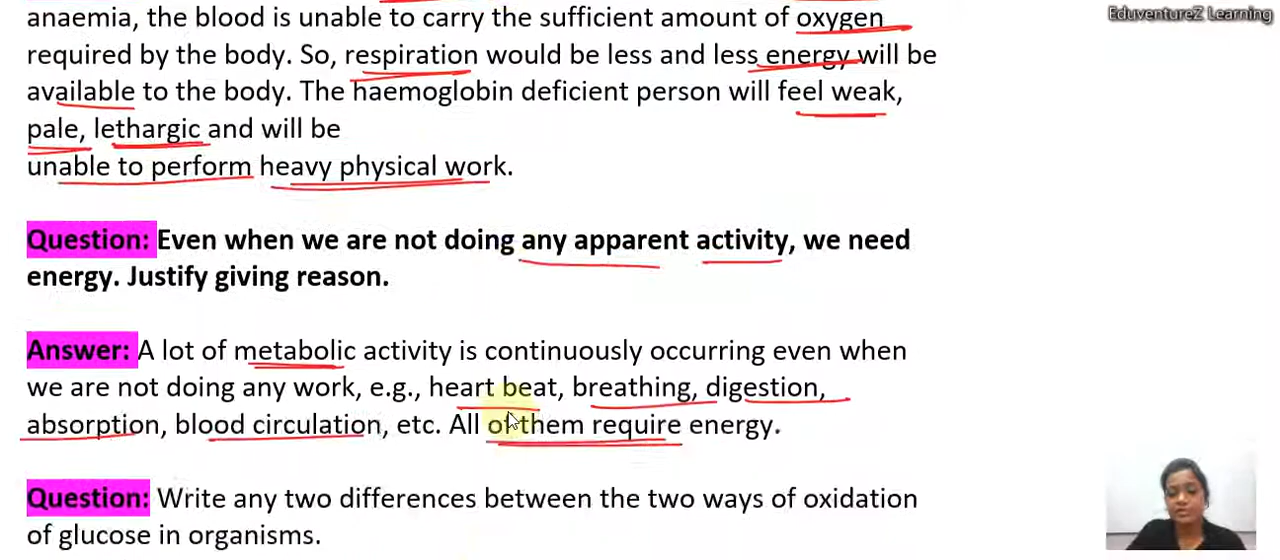 EduventureZ Learning
anaemia, the blood is unable to carry the sufficient amount of oxygen
required by the body. So, respiration would be less and less energy will be
available to the body. The haemoglobin deficient person will feel weak,
pale, lethargic and will be
unable to perform heavy physical work.
Question: Even when we are not doing any apparent activity, we need
energy. Justify giving reason.
Answer: A lot of metabolic activity is continuously occurring even when
we are not doing any work, e.g., heart beat, breathing, digestion,
absorption, blood circulation, etc. All of them require energy.
Question: Write any two differences between the two ways of oxidation
of glucose in organisms.